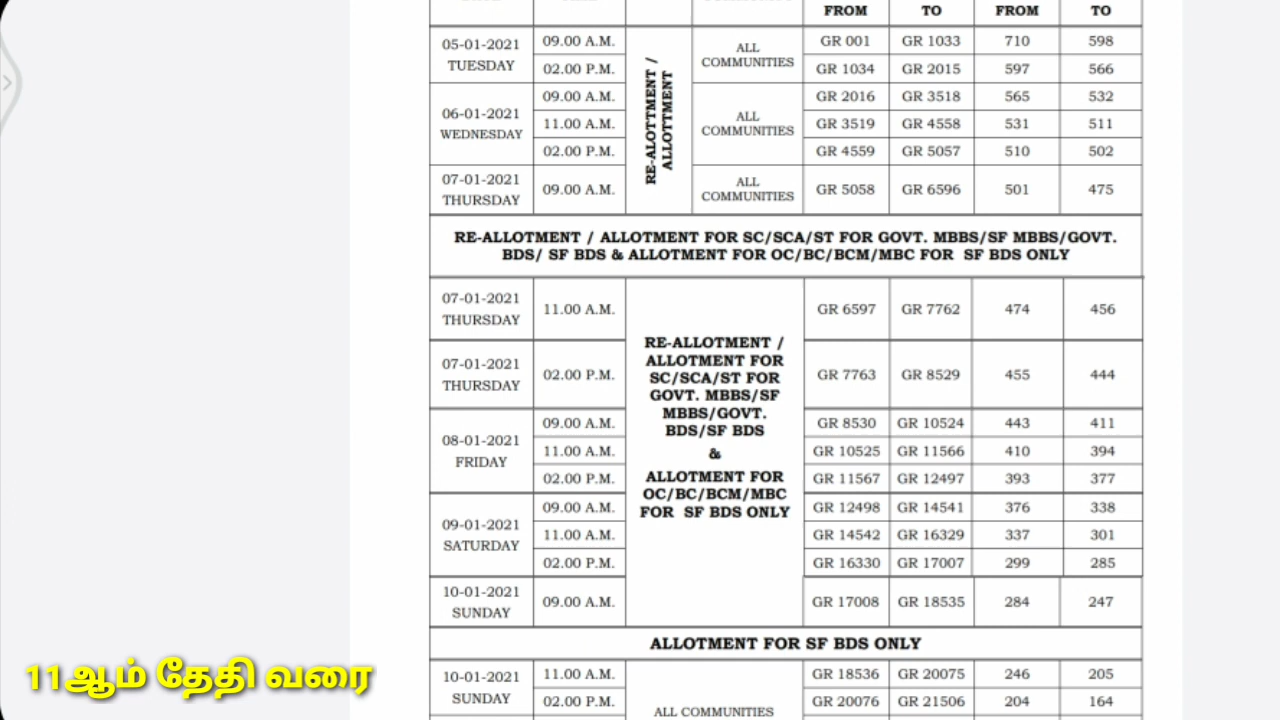 FROM TO FROM TO
05-01-2021 TUESDAY 09.00 A.M. RE-ALOTTMENT / ALLOTTMENT ALL COMMUNITIES GR 001 GR 1033 710 598
02.00 P.M. GR 1034 GR 2015 597 566
06-01-2021 WEDNESDAY 09.00 A.M. ALL COMMUNITIES GR 2016 GR 3518 565 532
11.00 A.M. GR 3519 GR 4558 531 511
02.00 P.M. GR 4559 GR 5057 510 502
07-01-2021 THURSDAY 09.00 A.M. ALL COMMUNITIES GR 5058 GR 6596 501 475
RE-ALLOTMENT / ALLOTMENT FOR SC/SCA/ST FOR GOVT. MBBS/SF MBBS/GOVT.
BDS/ SF BDS & ALLOTMENT FOR OC/BC/BCM/MBC FOR SF BDS ONLY
07-01-2021 THURSDAY 11.00 A.M. GR 6597 GR 7762 474 456
RE-ALLOTMENT /
ALLOTMENT FOR
SC/SCA/ST FOR
GOVT. MBBS/SF
MBBS/GOVT.
BDS/SF BDS
&
ALLOTMENT FOR
OC/BC/BCM/MBC
FOR SF BDS ONLY
07-01-2021 THURSDAY 02.00 P.M. GR 7763 GR 8529 455 444
08-01-2021 FRIDAY 09.00 A.M. GR 8530 GR 10524 443 411
11.00 A.M. GR 10525 GR 11566 410 394
02.00 P.M. GR 11567 GR 12497 393 377
09-01-2021 SATURDAY 09.00 A.M. GR 12498 GR 14541 376 338
11.00 A.M. GR 14542 GR 16329 337 301
02.00 P.M. GR 16330 GR 17007 299 285
10-01-2021 SUNDAY 09.00 A.M. GR 17008 GR 18535 284 247
ALLOTMENT FOR SF BDS ONLY
10-01-2021 SUNDAY 11.00 A.M. GR 18536 GR 20075 246 205
02.00 P.M. ALL COMMUNITIES GR 20076 GR 21506 204 164
11ஆம் தேதி வரை